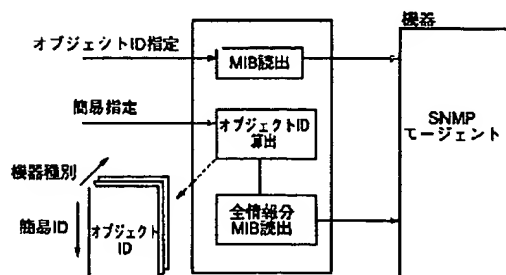 機器
オブジェクトID指定
MIB読出
簡易指定
オブジェクトID
算出
SNMP
エージェント
機器種別
簡易ID
オブジェクト
ID
全情報分
MIB読出